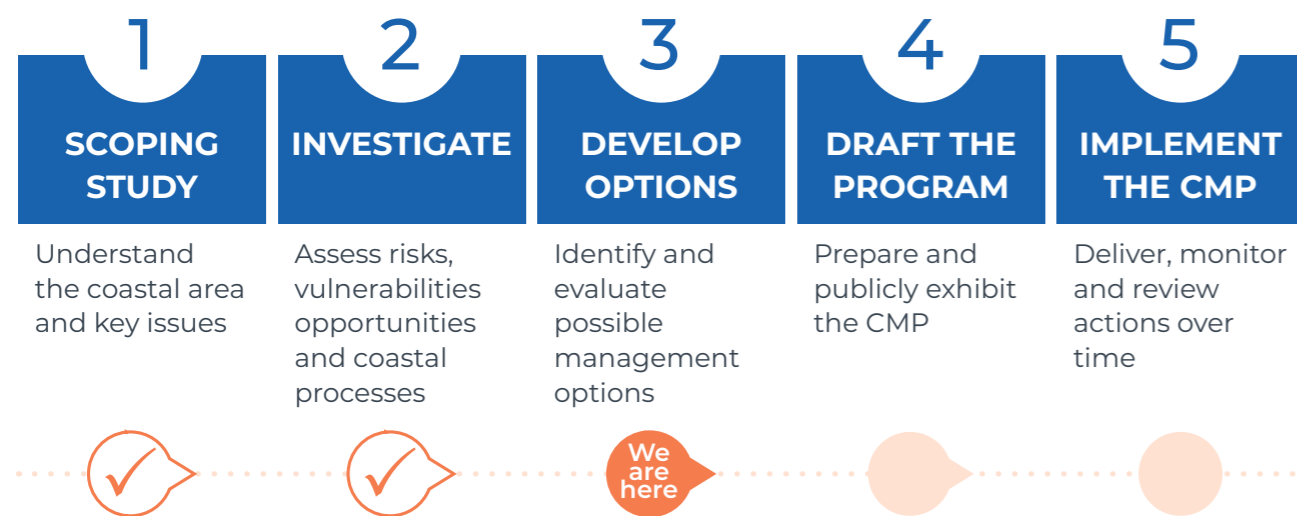 1
SCOPING
STUDY
Understand
the coastal area
and key issues
2
INVESTIGATE
Assess risks,
vulnerabilities
opportunities
and coastal
processes
3
DEVELOP
OPTIONS
Identify and
evaluate
possible
management
options
We
are
here
4
DRAFT THE
PROGRAM
Prepare and
publicly exhibit
the CMP
5
IMPLEMENT
THE CMP
Deliver, monitor
and review
actions over
time